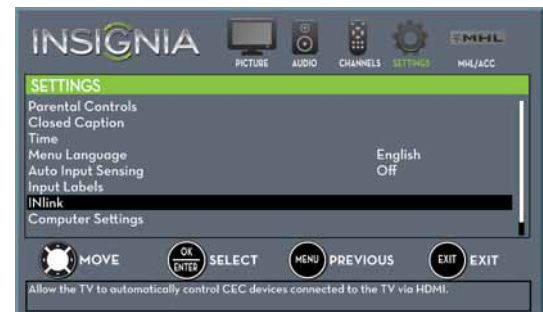 INSIGNIA
PICTURE AUDIO CHANNELS SETTINGS MHL MHL/ACC
SETTINGS
Parental Controls
Closed Caption
Time
Menu Language English
Auto Input Sensing Off
Input Labels
INlink
Computer Settings
MOVE OK ENTER SELECT MENU PREVIOUS EXIT EXIT
Allow the TV to automatically control CEC devices connected to the TV via HDMI.